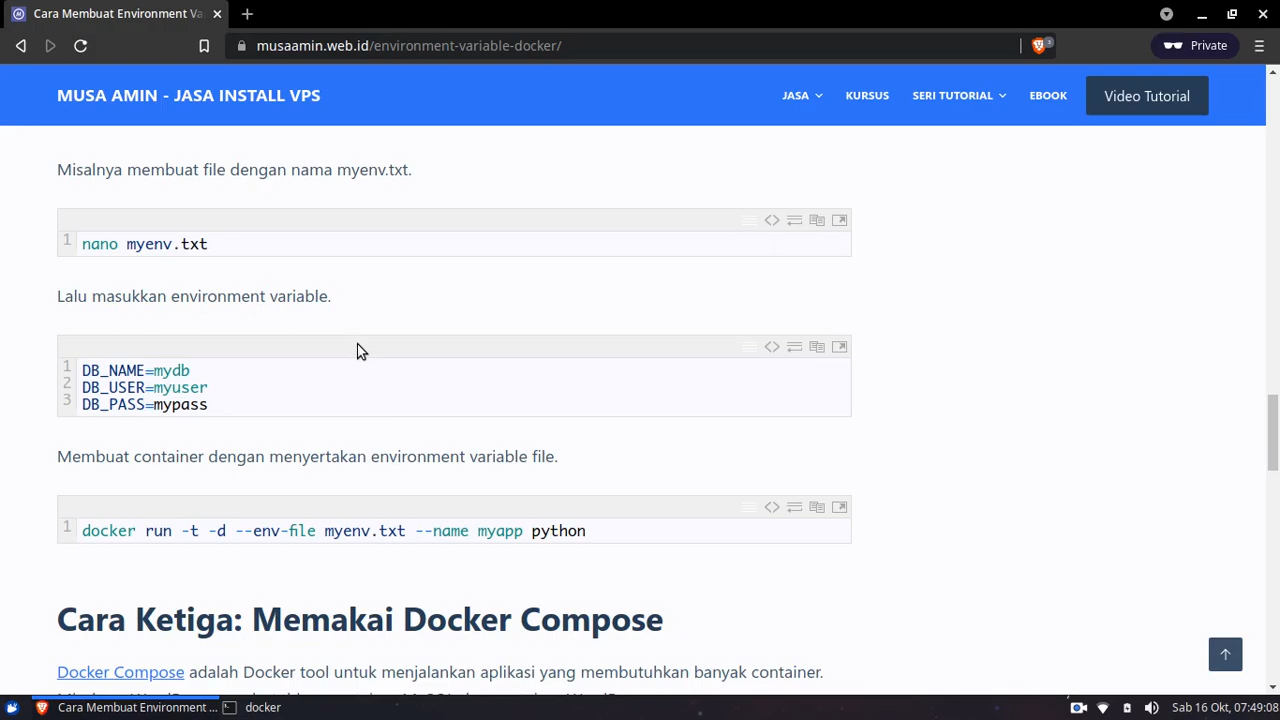 Cara Membuat Environment Va
musaamin.web.id/environment-variable-docker/
3
Private
MUSA AMIN - JASA INSTALL VPS
JASA
KURSUS
SERI TUTORIAL
EBOOK
Video Tutorial
Misalnya membuat file dengan nama myenv.txt.
1 nano myenv.txt
Lalu masukkan environment variable.
1 DB_NAME=mydb
2 DB_USER=myuser
3 DB_PASS=mypass
Membuat container dengan menyertakan environment variable file.
1 docker run -t -d --env-file myenv.txt --name myapp python
Cara Ketiga: Memakai Docker Compose
Docker Compose adalah Docker tool untuk menjalankan aplikasi yang membutuhkan banyak container.
Cara Membuat Environment ...
docker
Sab 16 Okt, 07:49:08